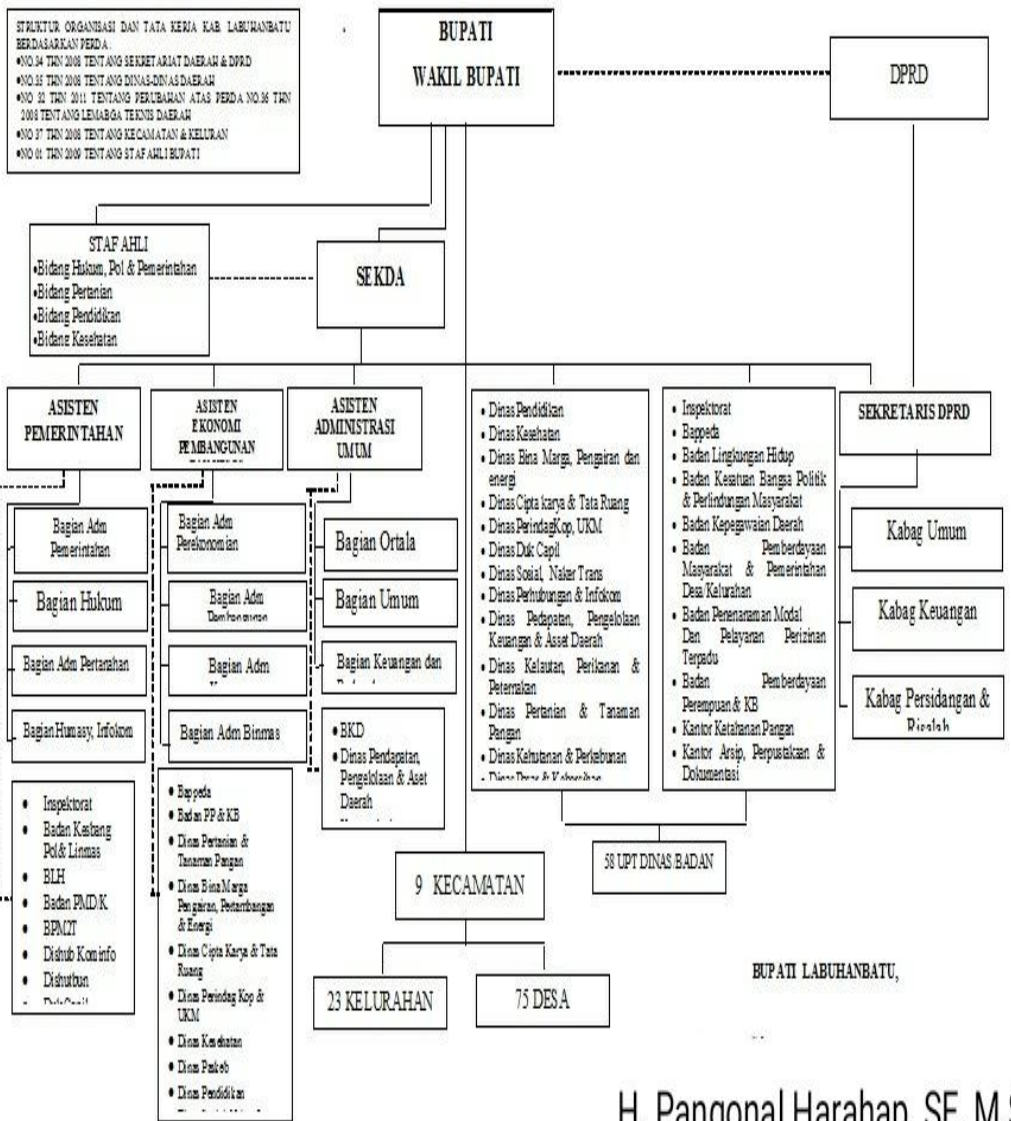 STRUKTUR ORGANISASI DAN TATA KERJA KAB. LABUHANBATU
BERDASARKAN PERDA.
•NO.34 THN 2008 TENTANG SEKRETARIAT DAERAH & DPRD
•NO.35 THN 2008 TENTANG DINAS-DINAS DAERAH
•NO 32 THN 2011 TENTANG PERUBAHAN ATAS PERDA NO.36 THN
2008 TENTANG LEMABGA TEKNIS DAERAH
•NO 37 THN 2008 TENTANG KECAMATAN & KELURAN
•NO 01 THN 2009 TENTANG STAF AHLI BUPATI
BUPATI
WAKIL BUPATI
DPRD
STAF AHLI
•Bidang Hukum, Pol & Pemerintahan
•Bidang Pertanian
•Bidang Pendidikan
•Bidang Kesehatan
SEKDA
ASISTEN
PEMERINTAHAN
ASISTEN
EKONOMI
PEMBANGUNAN
ASISTEN
ADMINISTRASI
UMUM
SEKRETARIS DPRD
Bagian Adm
Pemerintahan
Bagian Hukum
Bagian Adm Pertanahan
Bagian Humasy, Infokom
• Inspektorat
• Badan Kesbang
Pol& Linmas
• BLH
• Badan PMD/K
• BPM2T
• Dishub Kominfo
• Dishutbun
Bagian Adm
Perekonomian
Bagian Adm
Bagian Adm
Bagian Adm Binmas
• Bappeda
• Badan PP & KB
• Dinas Pertanian &
Tanaman Pangan
• Dinas Bina Marga
Pengairan, Pertambangan
& Energi
• Dinas Cipta Karya & Tata
Ruang
• Dinas Perindag Kop &
UKM
• Dinas Kesehatan
• Dinas Paskeb
• Dinas Pendidikan
Bagian Ortala
Bagian Umum
Bagian Keuangan dan
• BKD
• Dinas Pendapatan,
Pengelolaan & Aset
Daerah
• Dinas Pendidikan
• Dinas Kesehatan
• Dinas Bina Marga, Pengairan dan
energi
• Dinas Cipta karya & Tata Ruang
• Dinas PerindagKop, UKM
• Dinas Duk Capil
• Dinas Sosial, Naker Trans
• Dinas Perhubungan & Infokom
• Dinas Pedapatan, Pengelolaan
Keuangan & Asset Daerah
• Dinas Kelautan, Perikanan &
Peternakan
• Dinas Pertanian & Tanaman
Pangan
• Dinas Kehutanan & Perkebunan
• Inspektorat
• Bappeda
• Badan Lingkungan Hidup
• Badan Kesatuan Bangsa Politik
& Perlindungan Masyarakat
• Badan Kepegawaian Daerah
• Badan Pemberdayaan
Masyarakat & Pemerintahan
Desa/Kelurahan
• Badan Penenanaman Modal
Dan Pelayanan Perizinan
Terpadu
• Badan Pemberdayaan
Perempuan & KB
• Kantor Ketahanan Pangan
• Kantor Arsip, Perpustakaan &
Dokumentasi
Kabag Umum
Kabag Keuangan
Kabag Persidangan &
58 UPT DINAS/BADAN
9 KECAMATAN
23 KELURAHAN
75 DESA
BUPATI LABUHANBATU,
H. Pangonal Harahap, SE, M.S